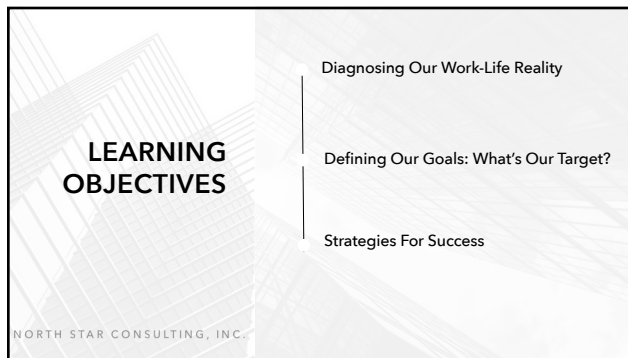 LEARNING
OBJECTIVES
Diagnosing Our Work-Life Reality
Defining Our Goals: What’s Our Target?
Strategies For Success
NORTH STAR CONSULTING, INC.